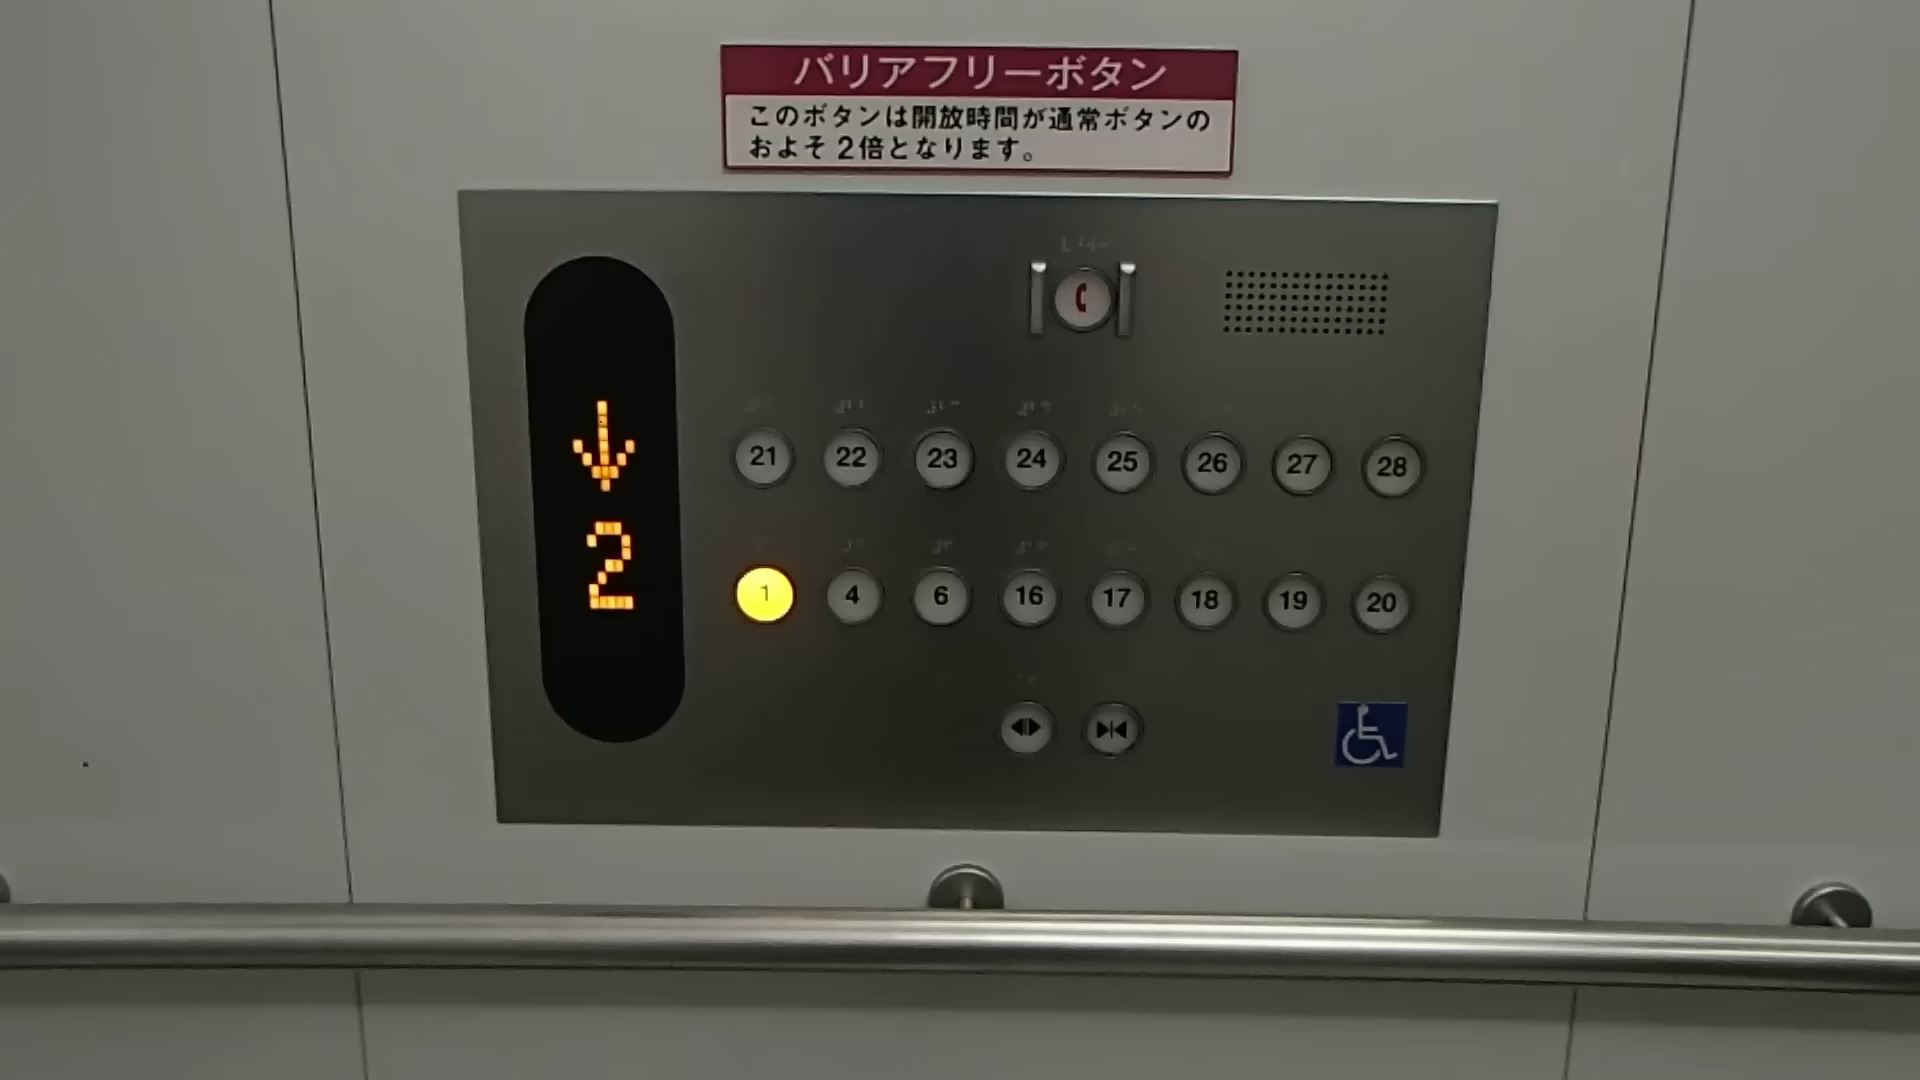 バリアフリーボタン
このボタンは開放時間が通常ボタンの
およそ2倍となります。
2
21 22 23 24 25 26 27 28
1 4 6 16 17 18 19 20